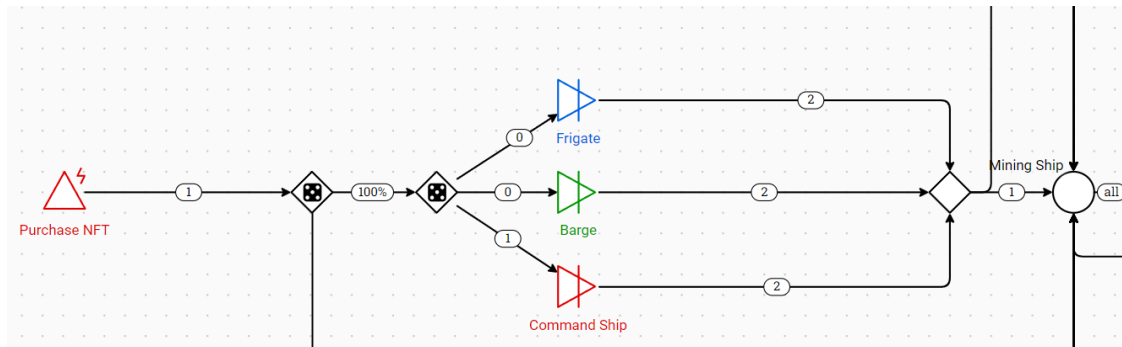 2
Frigate
0
Mining Ship
Purchase NFT
1
100%
0
Barge
2
1
all
1
Command Ship
2